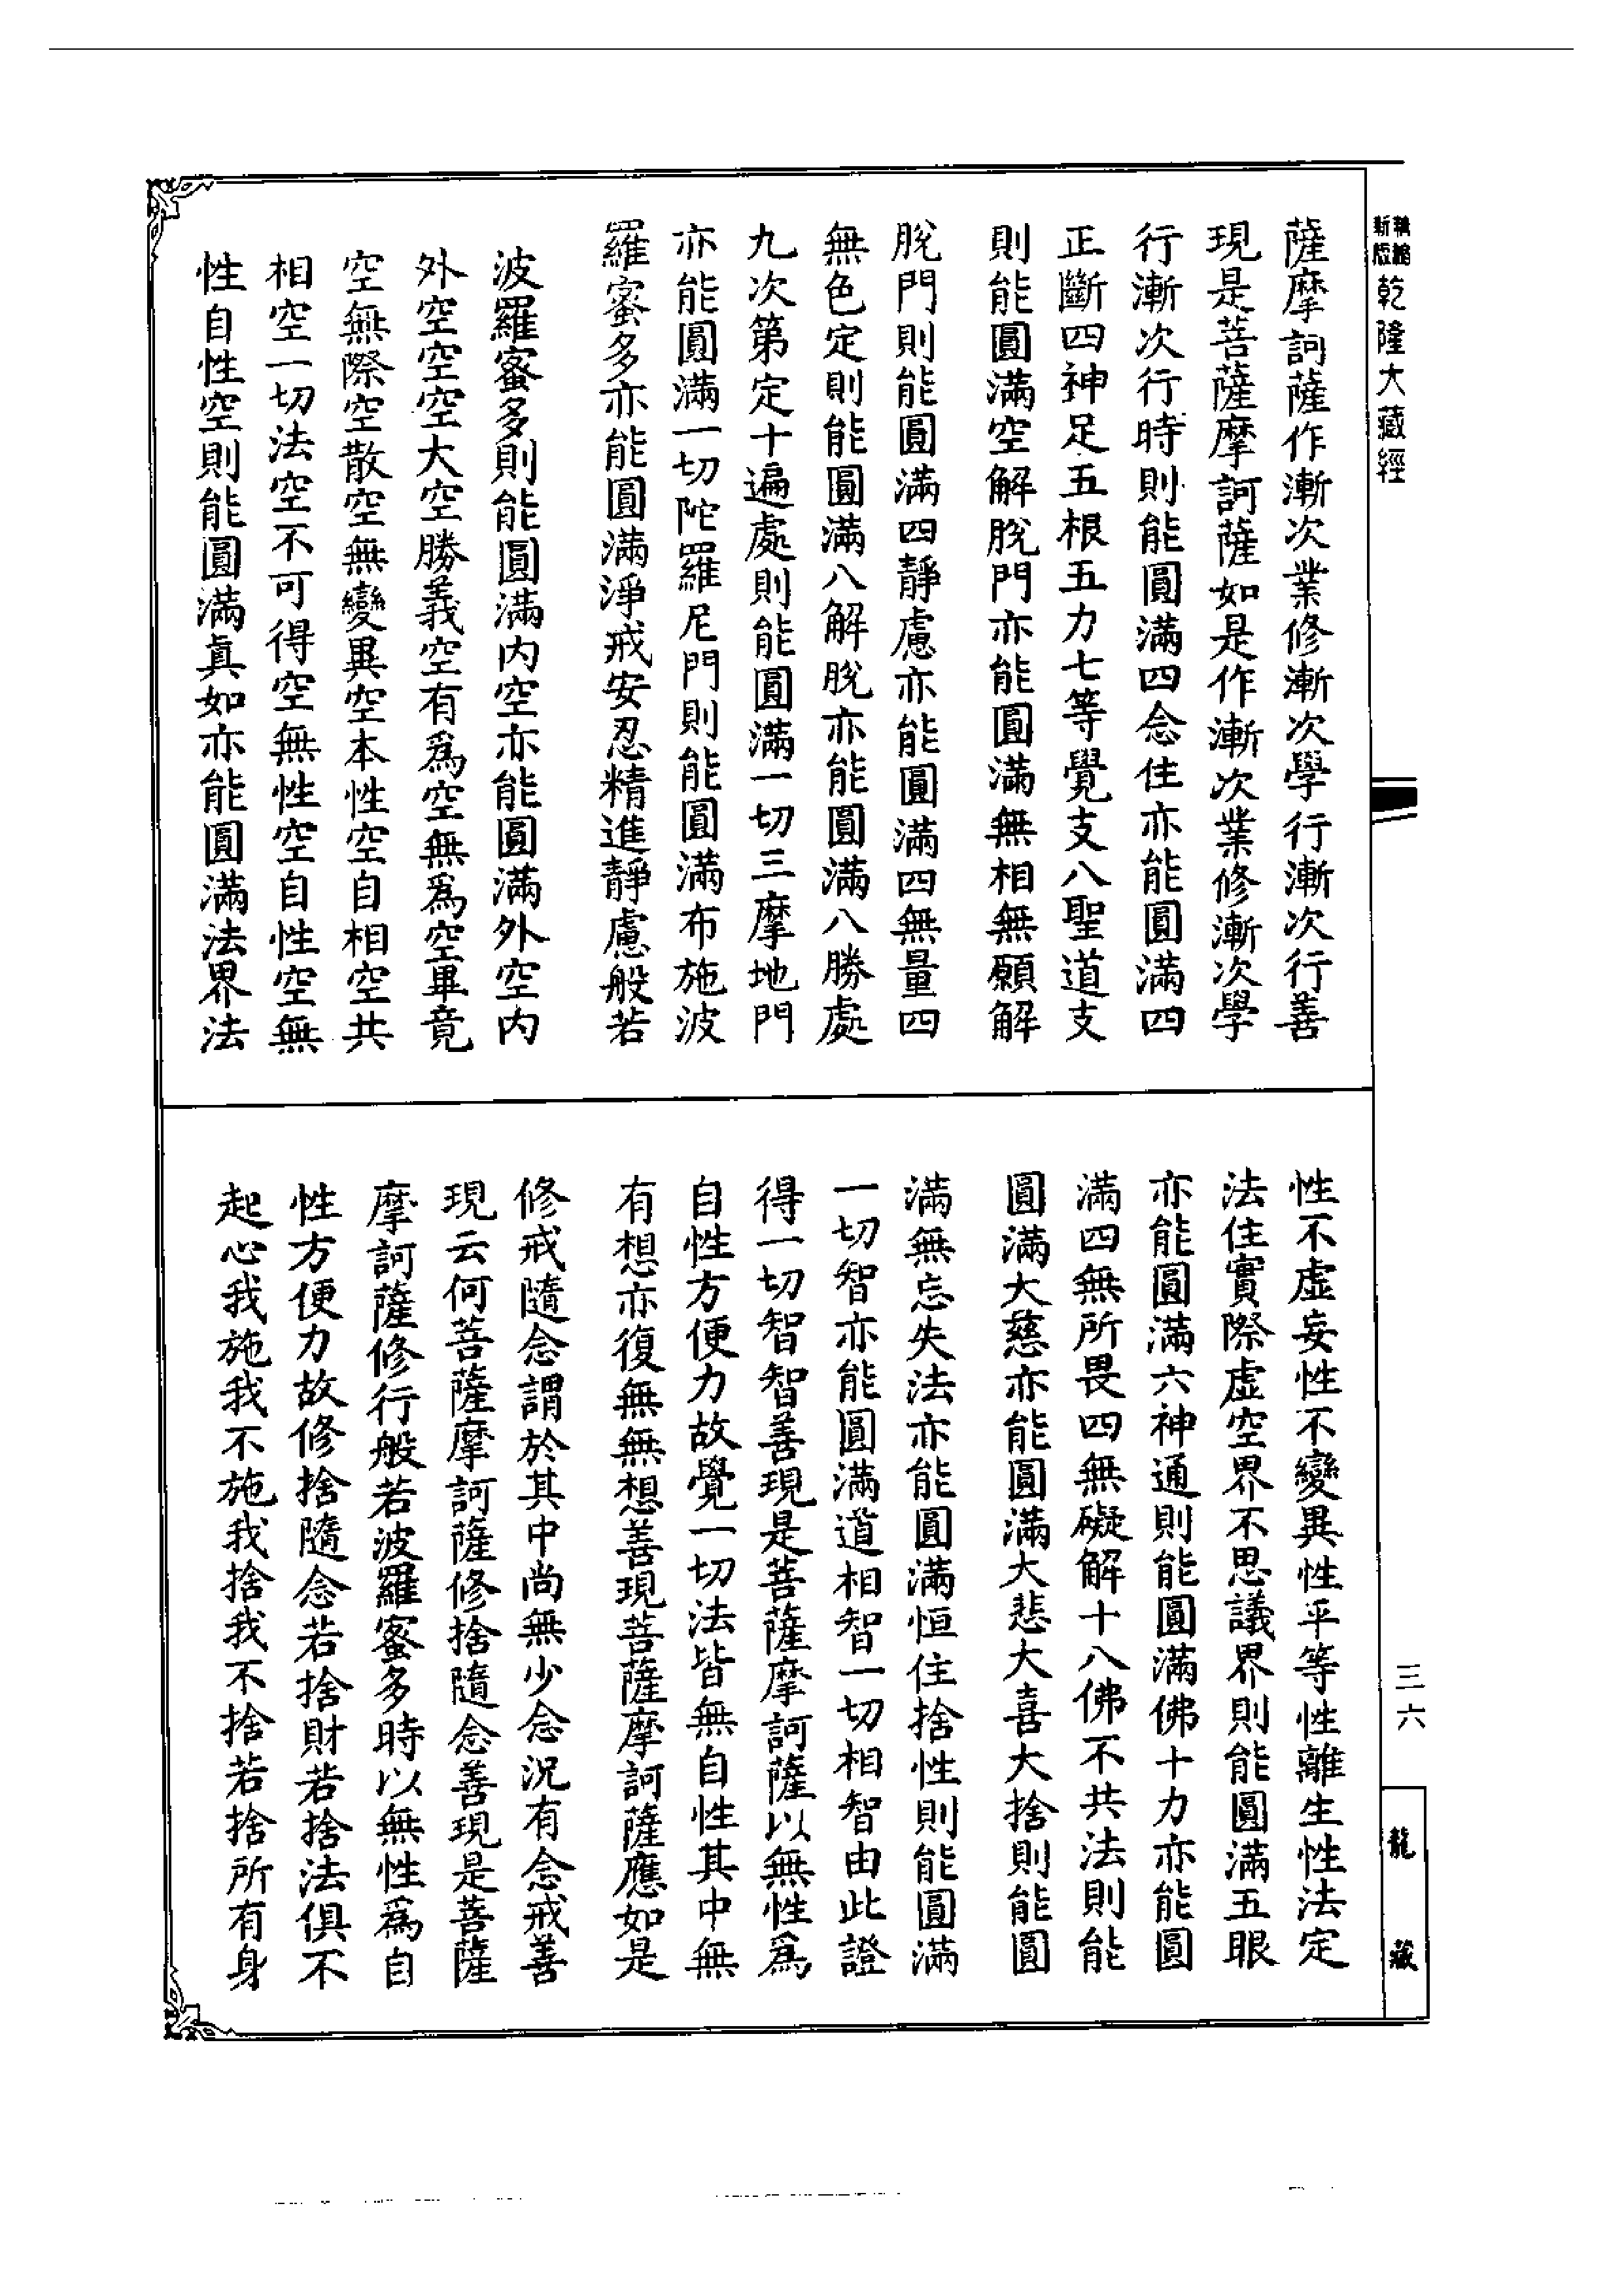 乾隆大藏經
薩摩訶薩作漸次業修漸次學行漸次行善
現是菩薩摩訶薩如是作漸次業修漸次學
行漸次行時則能圓滿四念住亦能圓滿四
正斷四神足五根五力七等覺支八聖道支
則能圓滿空解脫門亦能圓滿無相無願解
脫門則能圓滿四靜慮亦能圓滿四無量四
無色定則能圓滿八解脫亦能圓滿八勝處
九次第定十遍處則能圓滿一切三摩地門
亦能圓滿一切陀羅尼門則能圓滿布施波
羅蜜多亦能圓滿淨戒安忍精進靜慮般若
波羅蜜多則能圓滿內空亦能圓滿外空內
外空空空大空勝義空有為空無為空畢竟
空無際空散空無變異空本性空自相空共
相空一切法空不可得空無性空自性空無
性自性空則能圓滿真如亦能圓滿法界法
性不虛妄性不變異性平等性離生性法定
法住實際虛空界不思議界則能圓滿五眼
亦能圓滿六神通則能圓滿佛十力亦能圓
滿四無所畏四無礙解十八佛不共法則能
圓滿大慈亦能圓滿大悲大喜大捨則能圓
滿無忘失法亦能圓滿恒住捨性則能圓滿
一切智亦能圓滿道相智一切相智由此證
得一切智智善現是菩薩摩訶薩以無性為
自性方便力故覺一切法皆無自性其中無
有想亦復無無想善現菩薩摩訶薩應如是
修戒隨念謂於其中尚無少念況有念戒善
現云何菩薩摩訶薩修捨隨念善現是菩薩
摩訶薩修行般若波羅蜜多時以無性為自
性方便力故修捨隨念若捨財若捨法俱不
起心我施我不施我捨我不捨若捨所有身
三六
龍藏